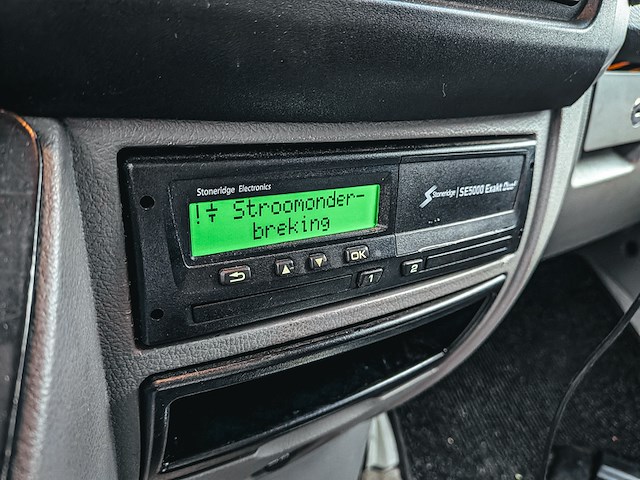 Stoneridge Electronics
! Stroomonder-
breking
Stoneridge | SE5000 Exakt Duo²
OK
1
2